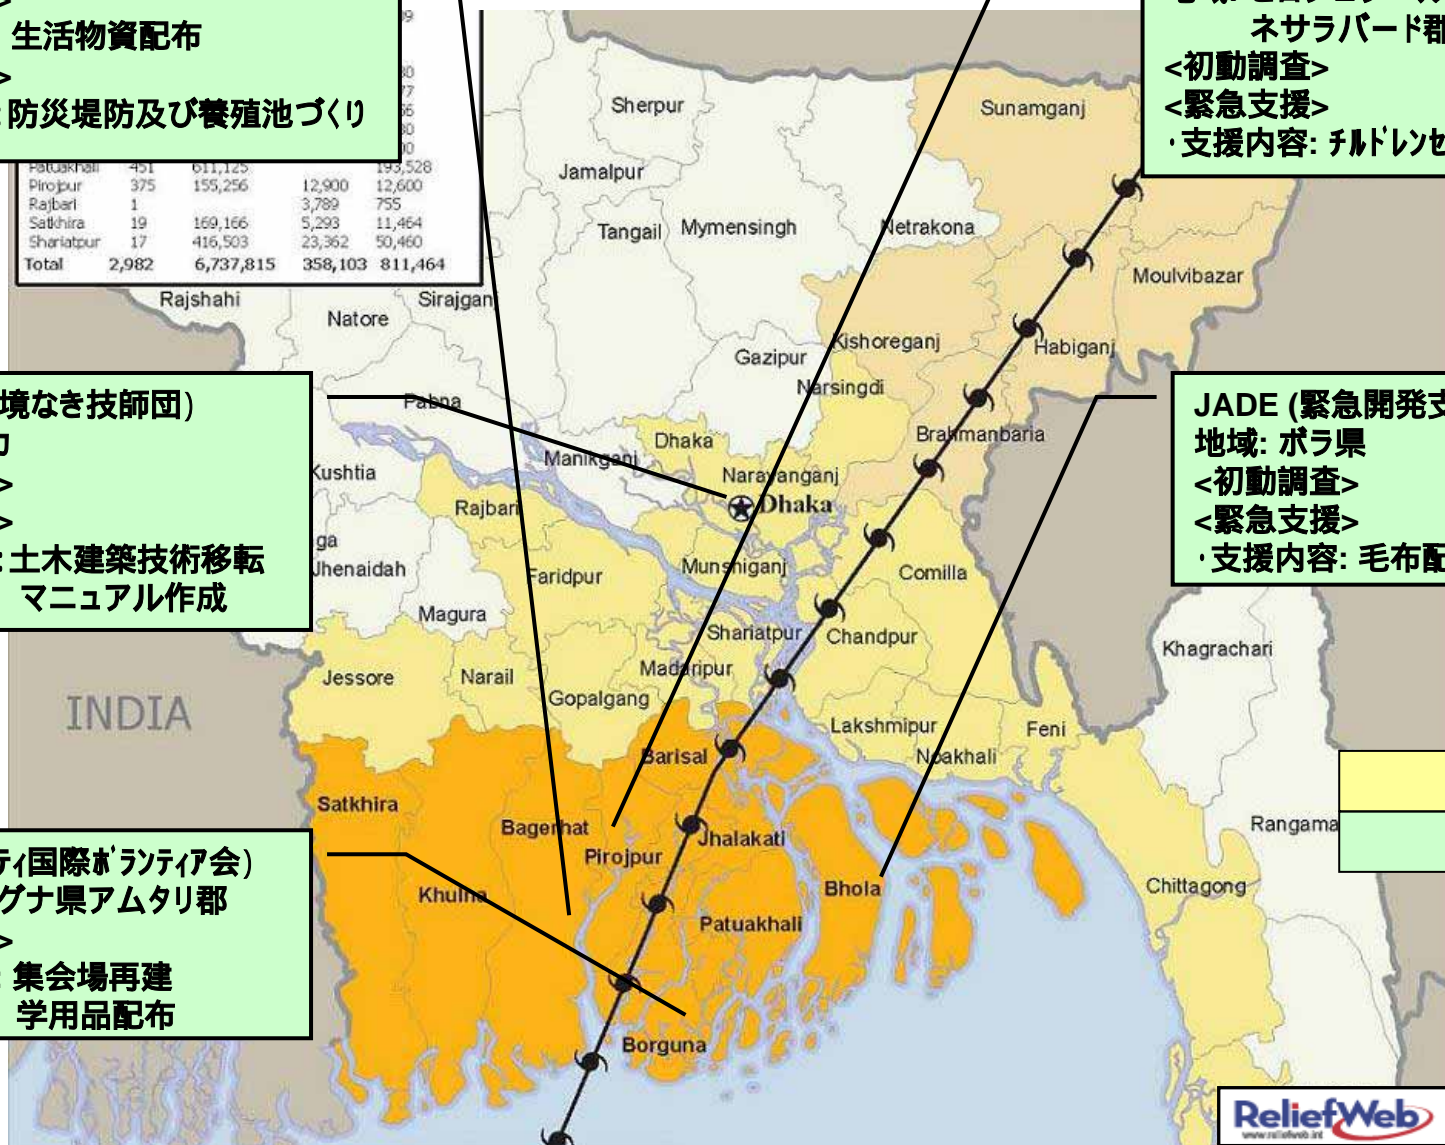 生活物資配布
>
: 防災堤防及び養殖池づくり
Patuakhali 451 611,125 193,528
Pirojpur 375 155,256 12,900 12,600
Rajbari 1 3,789 755
Satkhira 19 169,166 5,293 11,464
Shariatpur 17 416,503 23,362 50,460
Total 2,982 6,737,815 358,103 811,464
ネサラバード郡
<初動調査>
<緊急支援>
・支援内容: チルドレンセ
Sherpur
Sunamganj
Jamalpur
Tangail
Mymensingh
Netrakona
Moulvibazar
Rajshahi
Natore
Sirajganj
Kishoreganj
Habiganj
Gazipur
Narsingdi
境なき技師団)
カ
>
>
: 土木建築技術移転
マニュアル作成
Pabna
Dhaka
Manikganj
Brahmanbaria
Narayanganj
Dhaka
Kushtia
Rajbari
JADE (緊急開発支
地域: ボラ県
<初動調査>
<緊急支援>
・支援内容: 毛布配
ga
Jhenaidah
Faridpur
Munshiganj
Comilla
Magura
Shariatpur
Chandpur
Khagrachari
Jessore
Narail
Madaripur
Gopalgang
INDIA
Lakshmipur
Feni
Noakhali
Barisal
Satkhira
Bagerhat
Jhalakati
Rangama
Pirojpur
Khulna
Bhola
Chittagong
Patuakhali
ティ国際ボランティア会)
グナ県アムタリ郡
>
: 集会場再建
学用品配布
Borguna
ReliefWeb
www.reliefweb.int